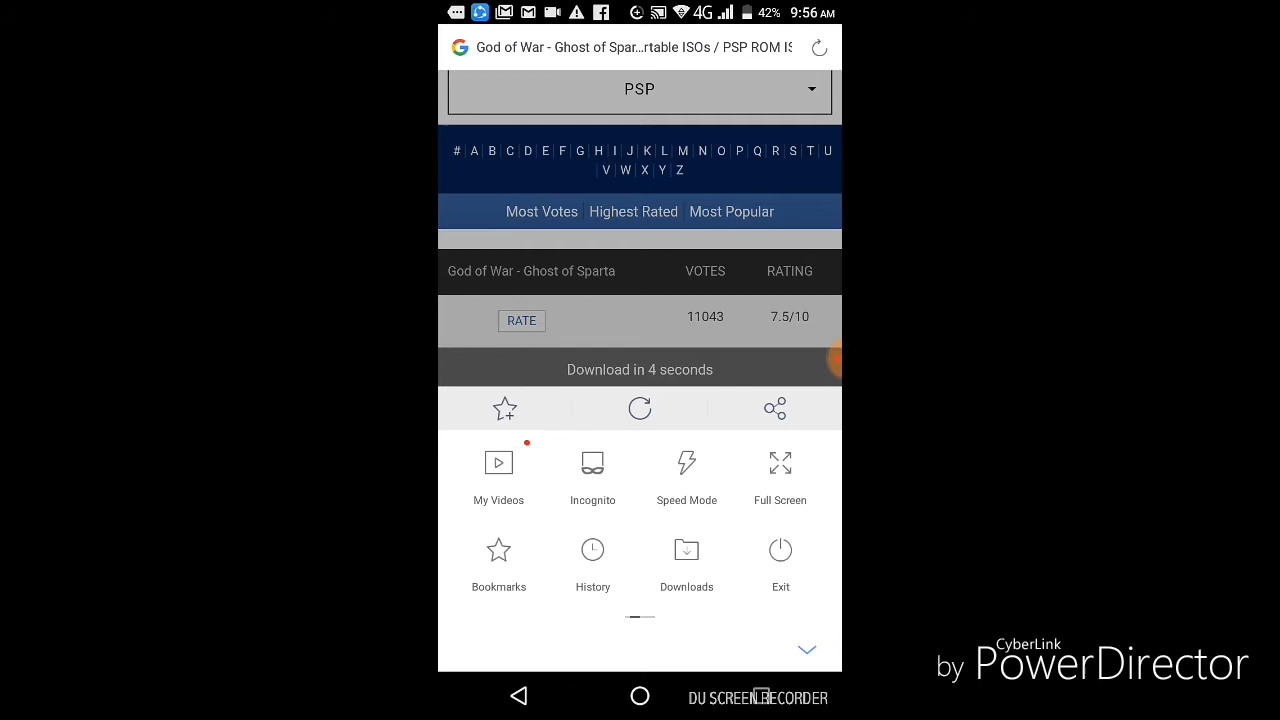 4G 42% 9:56 AM
God of War - Ghost of Spar...rtable ISOs / PSP ROM IS
PSP
# A B C D E F G H I J K L M N O P Q R S T U
V W X Y Z
Most Votes Highest Rated Most Popular
God of War - Ghost of Sparta VOTES RATING
RATE 11043 7.5/10
Download in 4 seconds
My Videos Incognito Speed Mode Full Screen
Bookmarks History Downloads Exit
CyberLink
by PowerDirector
DU SCREEN RECORDER